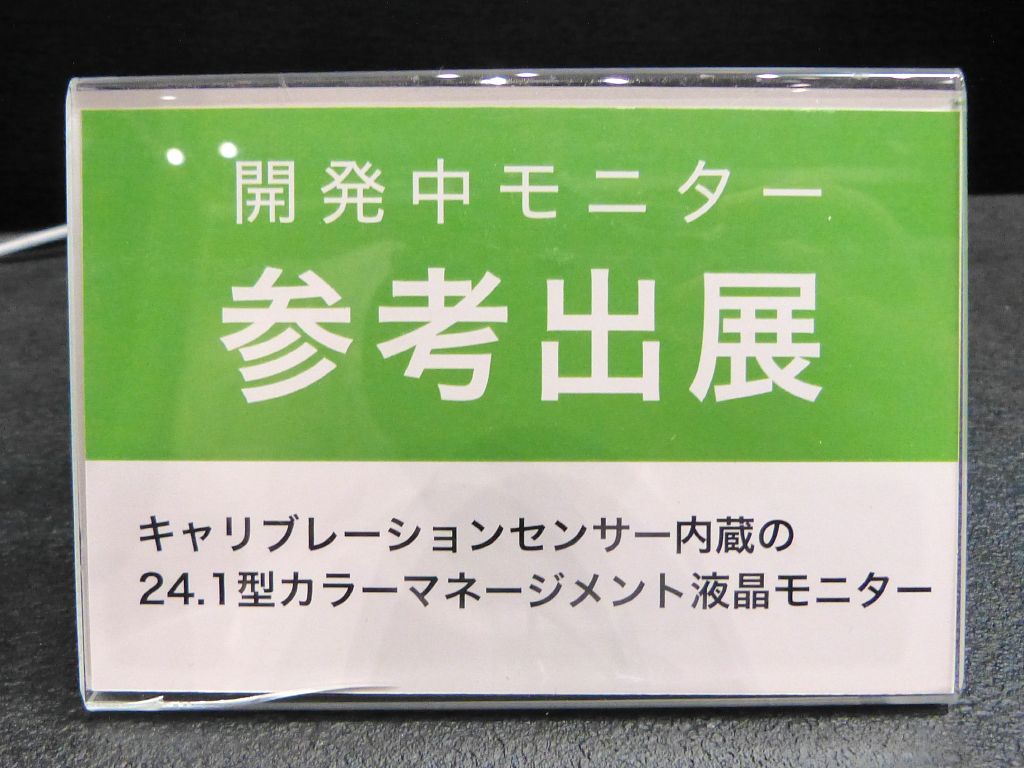 開発中モニター
参考出展
キャリブレーションセンサー内蔵の
24.1型カラーマネージメント液晶モニター